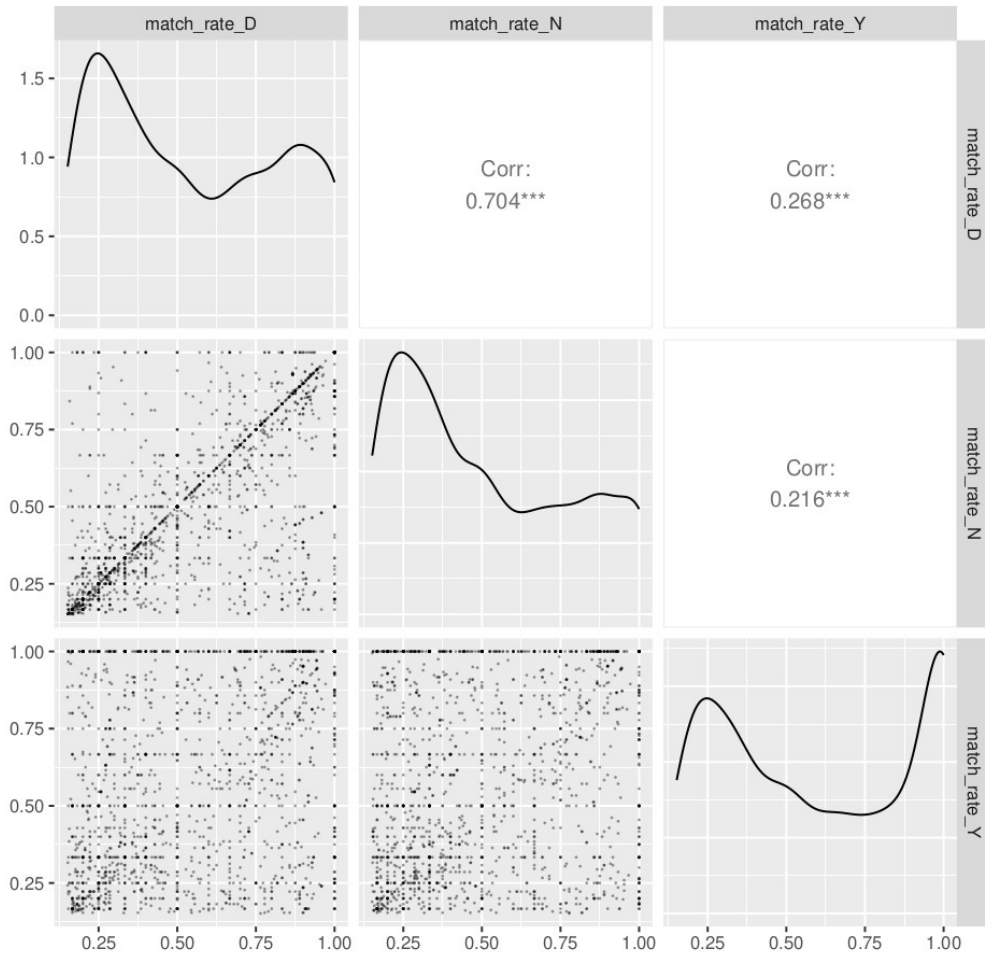 match_rate_D match_rate_N match_rate_Y
1.5
1.0
0.5
0.0
Corr:
0.704***
Corr:
0.268***
match_rate_D
1.00
0.75
0.50
0.25
Corr:
0.216***
match_rate_N
1.00
0.75
0.50
0.25
match_rate_Y
0.25 0.50 0.75 1.00 0.25 0.50 0.75 1.00 0.25 0.50 0.75 1.00